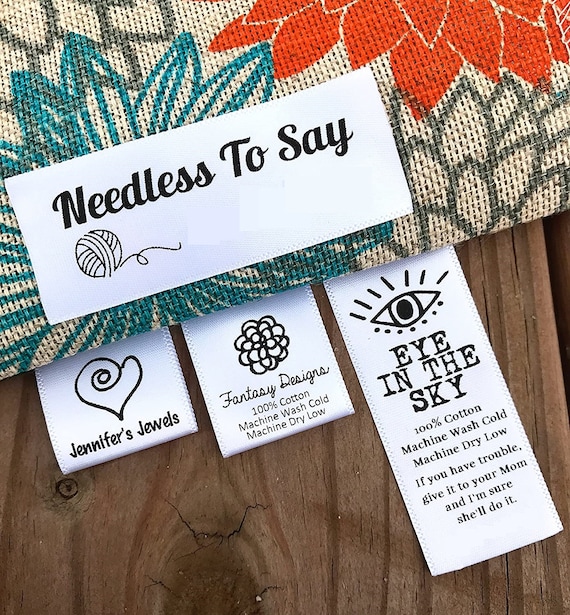 Needless To Say
Jennifer's Jewels
Fantasy Designs
100% Cotton
Machine Wash Cold
Machine Dry Low
EYE
IN THE
SKY
100% Cotton
Machine Wash Cold
Machine Dry Low
If you have trouble,
give it to your Mom
and I'm sure
she'll do it.